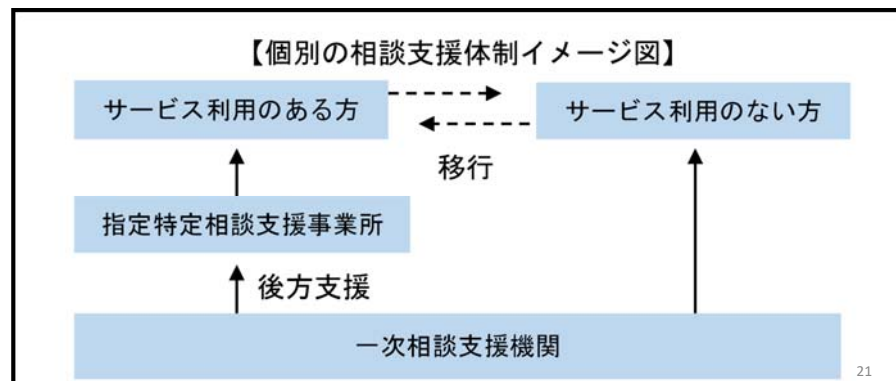 【個別の相談支援体制イメージ図】
サービス利用のある方
サービス利用のない方
移行
指定特定相談支援事業所
後方支援
一次相談支援機関
21